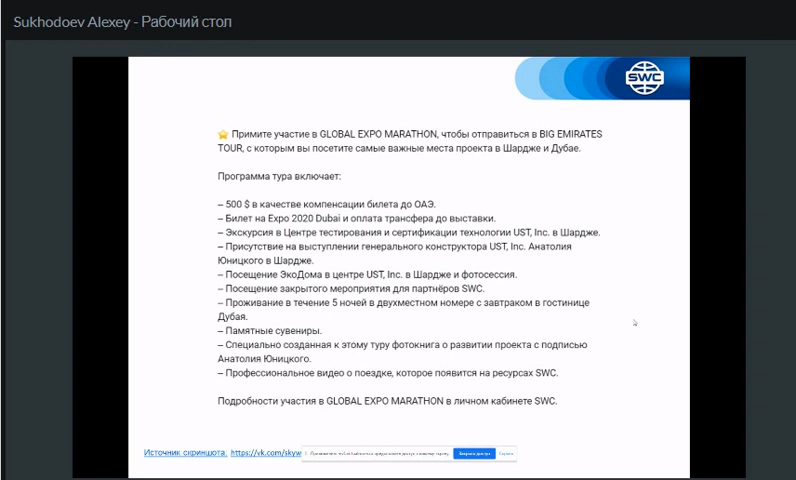 Sukhodoev Alexey - Рабочий стол
SWC
Примите участие в GLOBAL EXPO MARATHON, чтобы отправиться в BIG EMIRATES
TOUR, с которым вы посетите самые важные места проекта в Шардже и Дубае.
Программа тура включает:
– 500 $ в качестве компенсации билета до ОАЭ.
– Билет на Expo 2020 Dubai и оплата трансфера до выставки.
– Экскурсия в Центре тестирования и сертификации технологии UST, Inc. в Шардже.
– Присутствие на выступлении генерального конструктора UST, Inc. Анатолия
Юницкого в Шардже.
– Посещение ЭкоДома в центре UST, Inc. в Шардже и фотосессия.
– Посещение закрытого мероприятия для партнёров SWC.
– Проживание в течение 5 ночей в двухместном номере с завтраком в гостинице
Дубая.
– Памятные сувениры.
– Специально созданная к этому туру фотокнига о развитии проекта с подписью
Анатолия Юницкого.
– Профессиональное видео о поездке, которое появится на ресурсах SWC.
Подробности участия в GLOBAL EXPO MARATHON в личном кабинете SWC.
Источник скриншота: https://vk.com/skyw
Закрыть доступ Скрыть